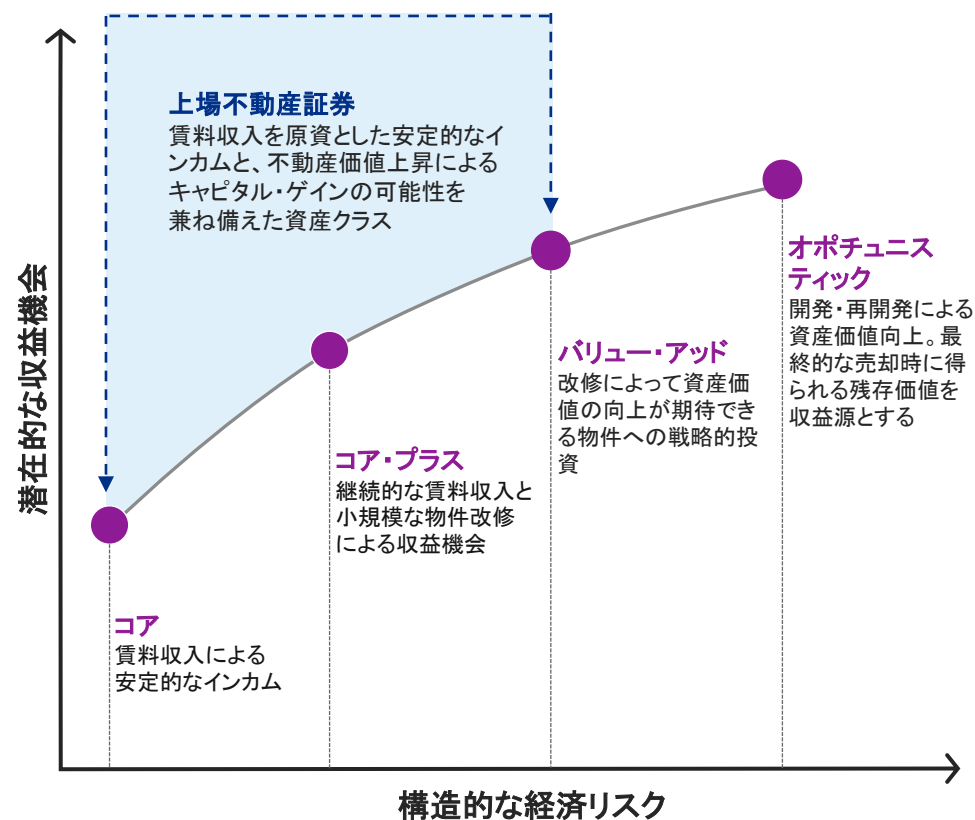 上場不動産証券
賃料収入を原資とした安定的なイ
ンカムと、不動産価値上昇による
キャピタル・ゲインの可能性を
兼ね備えた資産クラス
オポチュニス
ティック
開発・再開発による
資産価値向上。最
終的な売却時に得
られる残存価値を
収益源とする
バリュー・アッド
改修によって資産価
値の向上が期待でき
る物件への戦略的投
資
コア・プラス
継続的な賃料収入と
小規模な物件改修
による収益機会
コア
賃料収入による
安定的なインカム
潜在的な収益機会
構造的な経済リスク